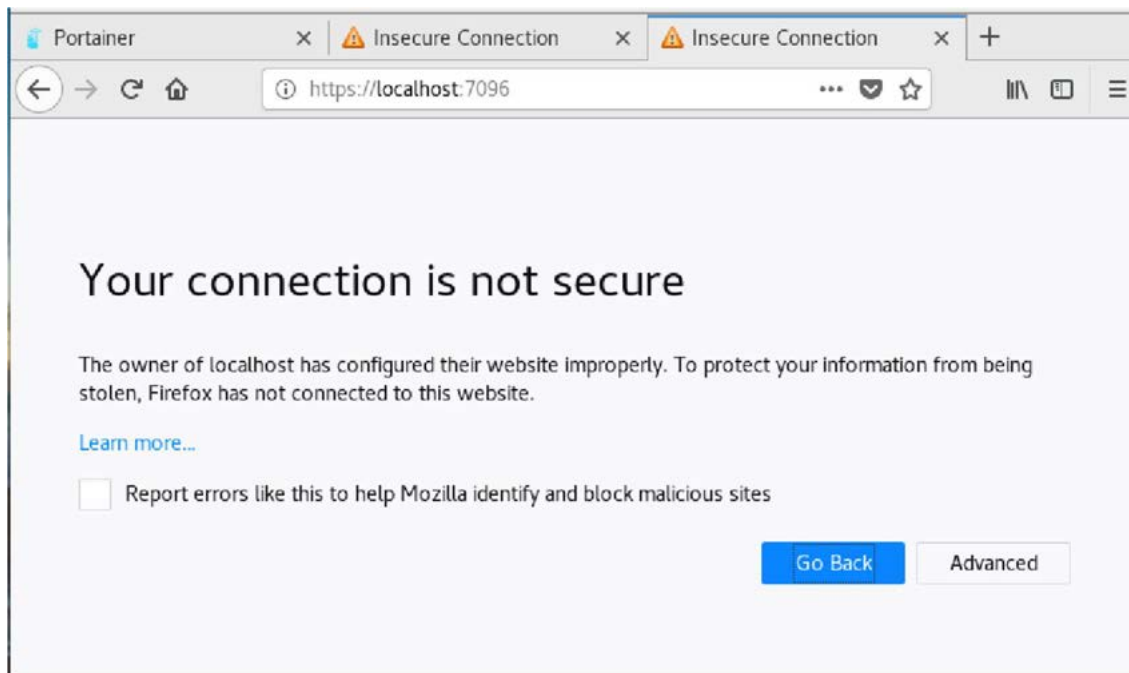 Portainer
Insecure Connection
Insecure Connection
https://localhost:7096
Your connection is not secure
The owner of localhost has configured their website improperly. To protect your information from being
stolen, Firefox has not connected to this website.
Learn more...
Report errors like this to help Mozilla identify and block malicious sites
Go Back
Advanced